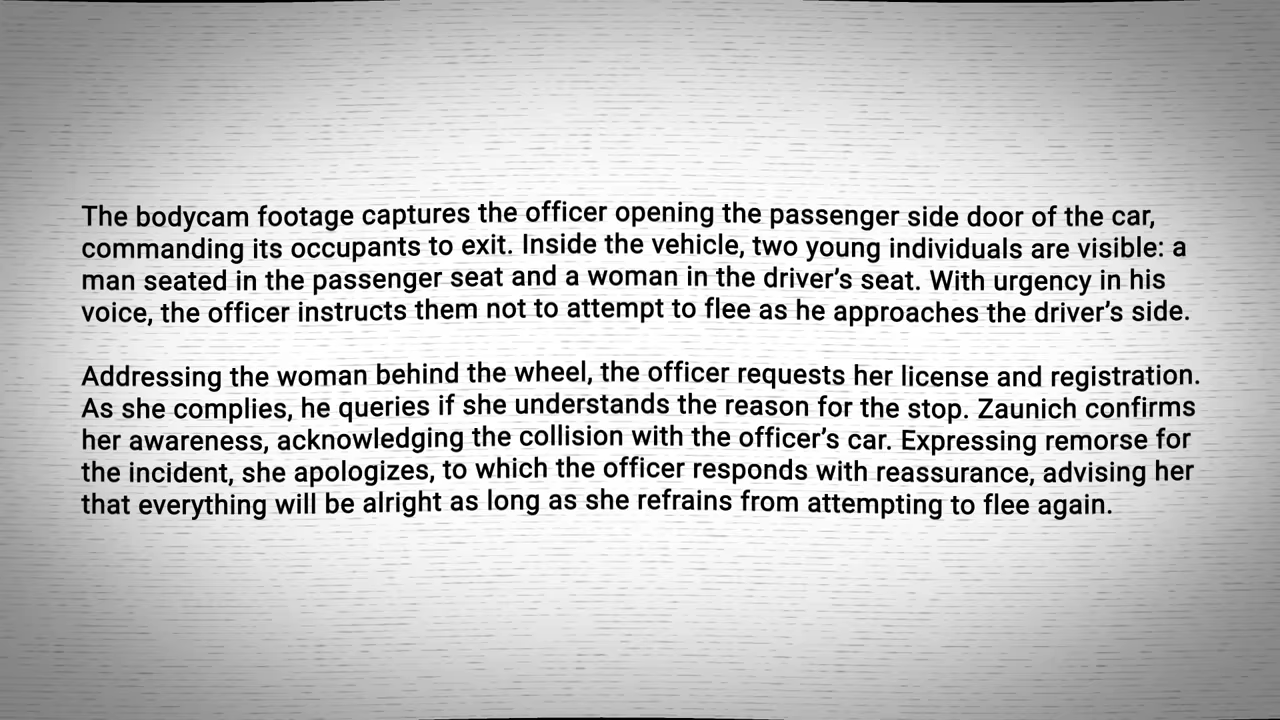 The bodycam footage captures the officer opening the passenger side door of the car,
commanding its occupants to exit. Inside the vehicle, two young individuals are visible: a
man seated in the passenger seat and a woman in the driver’s seat. With urgency in his
voice, the officer instructs them not to attempt to flee as he approaches the driver’s side.
Addressing the woman behind the wheel, the officer requests her license and registration.
As she complies, he queries if she understands the reason for the stop. Zaunich confirms
her awareness, acknowledging the collision with the officer’s car. Expressing remorse for
the incident, she apologizes, to which the officer responds with reassurance, advising her
that everything will be alright as long as she refrains from attempting to flee again.